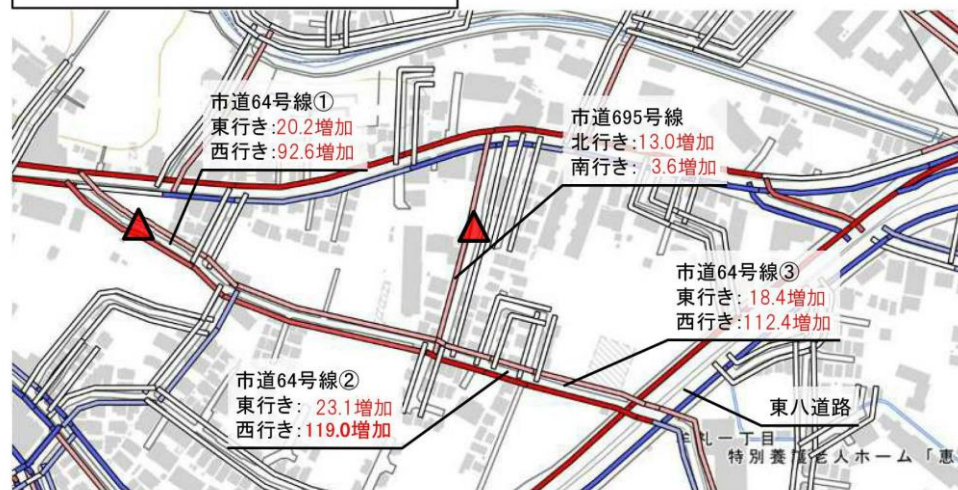 市道64号線①
東行き:20.2増加
西行き:92.6増加
市道695号線
北行き:13.0増加
南行き: 3.6増加
市道64号線③
東行き: 18.4増加
西行き:112.4増加
市道64号線②
東行き: 23.1増加
西行き:119.0増加
東八道路
札一丁目
特別養護老人ホーム「恵